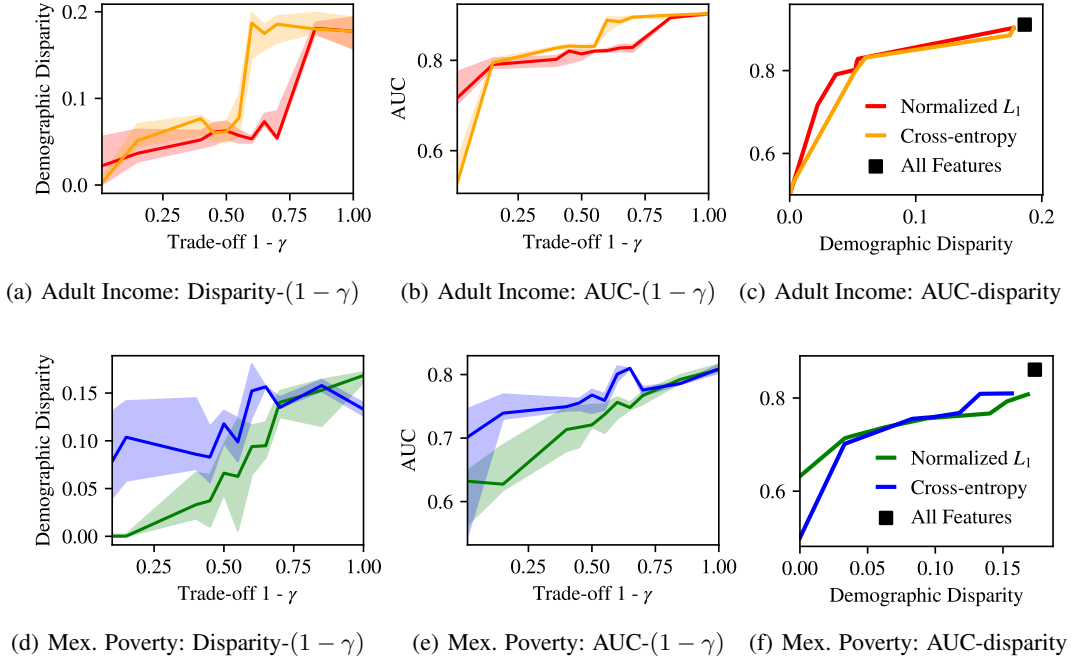 Demographic Disparity
0.2
0.1
0.0
0.25
0.50
0.75
1.00
Trade-off 1 - γ
AUC
0.8
0.6
0.25
0.50
0.75
1.00
Trade-off 1 - γ
0.8
0.6
0.0
0.1
0.2
Demographic Disparity
Normalized L₁
Cross-entropy
All Features
(a) Adult Income: Disparity-(1 − γ)
(b) Adult Income: AUC-(1 − γ)
(c) Adult Income: AUC-disparity
Demographic Disparity
0.15
0.10
0.05
0.00
0.25
0.50
0.75
1.00
Trade-off 1 - γ
AUC
0.8
0.7
0.6
0.25
0.50
0.75
1.00
Trade-off 1 - γ
0.8
0.6
0.00
0.05
0.10
0.15
Demographic Disparity
Normalized L₁
Cross-entropy
All Features
(d) Mex. Poverty: Disparity-(1 − γ)
(e) Mex. Poverty: AUC-(1 − γ)
(f) Mex. Poverty: AUC-disparity